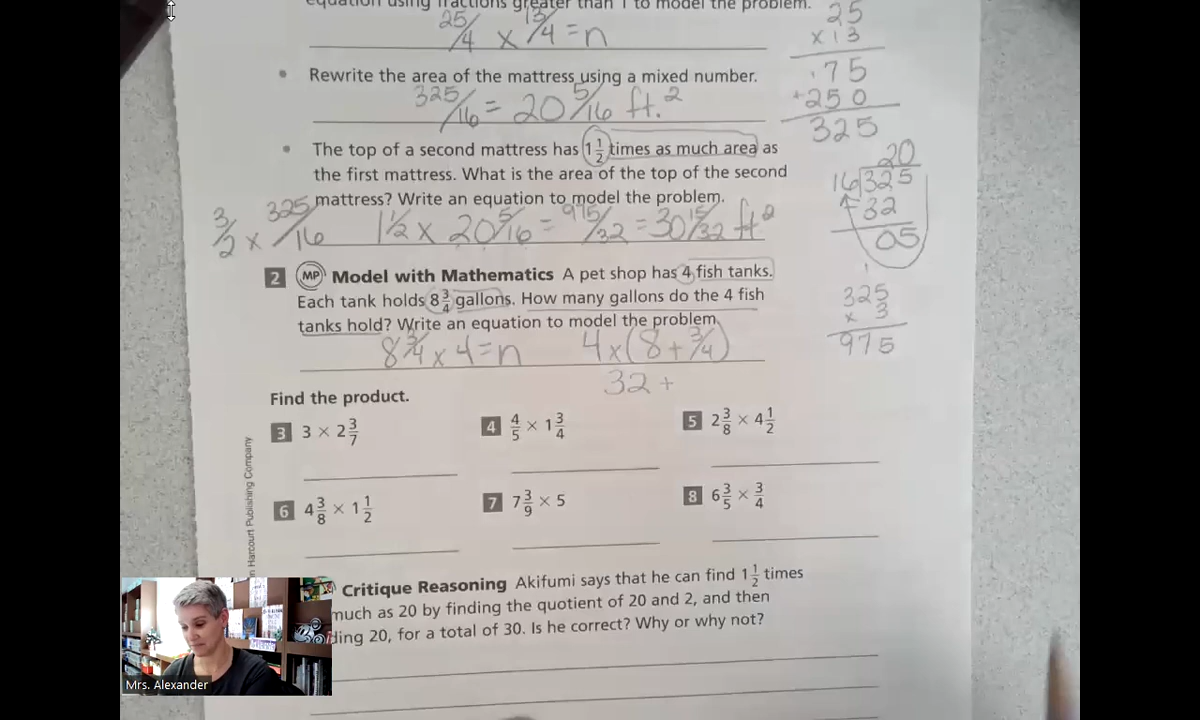 equation using fractions greater than 1 to model the problem.
25/4 x 13/4 = n
• Rewrite the area of the mattress using a mixed number.
325/16 = 20 5/16 ft.²
• The top of a second mattress has 1 1/2 times as much area as
the first mattress. What is the area of the top of the second
mattress? Write an equation to model the problem.
3/2 x 325/16 1 1/2 x 20 5/16 = 975/32 = 30 15/32 ft²
2 MP Model with Mathematics A pet shop has 4 fish tanks.
Each tank holds 8 3/4 gallons. How many gallons do the 4 fish
tanks hold? Write an equation to model the problem.
8 3/4 x 4 = n 4 x (8 + 3/4)
32 +
25
x 13
75
+250
325
20
16 325
32
05
325
x 3
975
Find the product.
3 3 × 2 3/7
4 4/5 × 1 3/4
5 2 3/8 × 4 1/2
6 4 3/8 × 1 1/2
7 7 3/9 × 5
8 6 3/5 × 3/4
Harcourt Publishing Company
Critique Reasoning Akifumi says that he can find 1 1/2 times
much as 20 by finding the quotient of 20 and 2, and then
ding 20, for a total of 30. Is he correct? Why or why not?
Mrs. Alexander